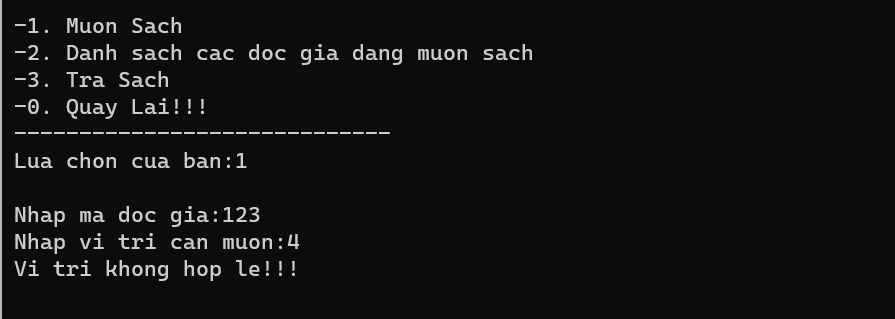 -1. Muon Sach
-2. Danh sach cac doc gia dang muon sach
-3. Tra Sach
-0. Quay Lai!!!
-----------------------------
Lua chon cua ban:1
Nhap ma doc gia:123
Nhap vi tri can muon:4
Vi tri khong hop le!!!